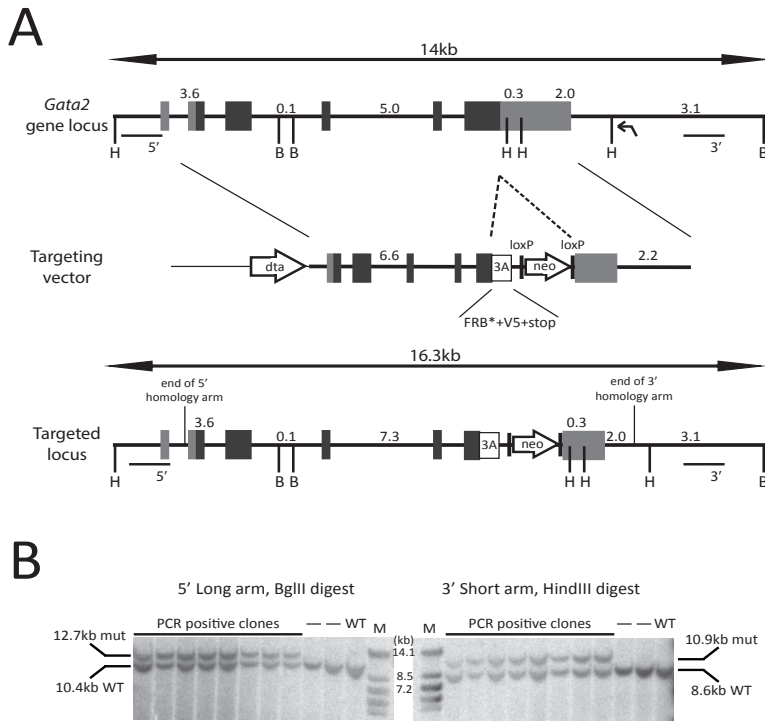 A
14kb
Gata2
gene locus
3.6
0.1
5.0
0.3
2.0
3.1
5'
3'
H
B
B
H
H
H
B
Targeting
vector
dta
6.6
3A
loxP
neo
loxP
2.2
FRB*+V5+stop
16.3kb
end of 5'
homology arm
end of 3'
homology arm
Targeted
locus
3.6
0.1
7.3
3A
neo
0.3
2.0
3.1
5'
3'
H
B
B
H
H
H
B
B
5' Long arm, BglII digest
3' Short arm, HindIII digest
PCR positive clones
— — WT
M
M
PCR positive clones
— — WT
(kb)
14.1
8.5
7.2
12.7kb mut
10.4kb WT
10.9kb mut
8.6kb WT